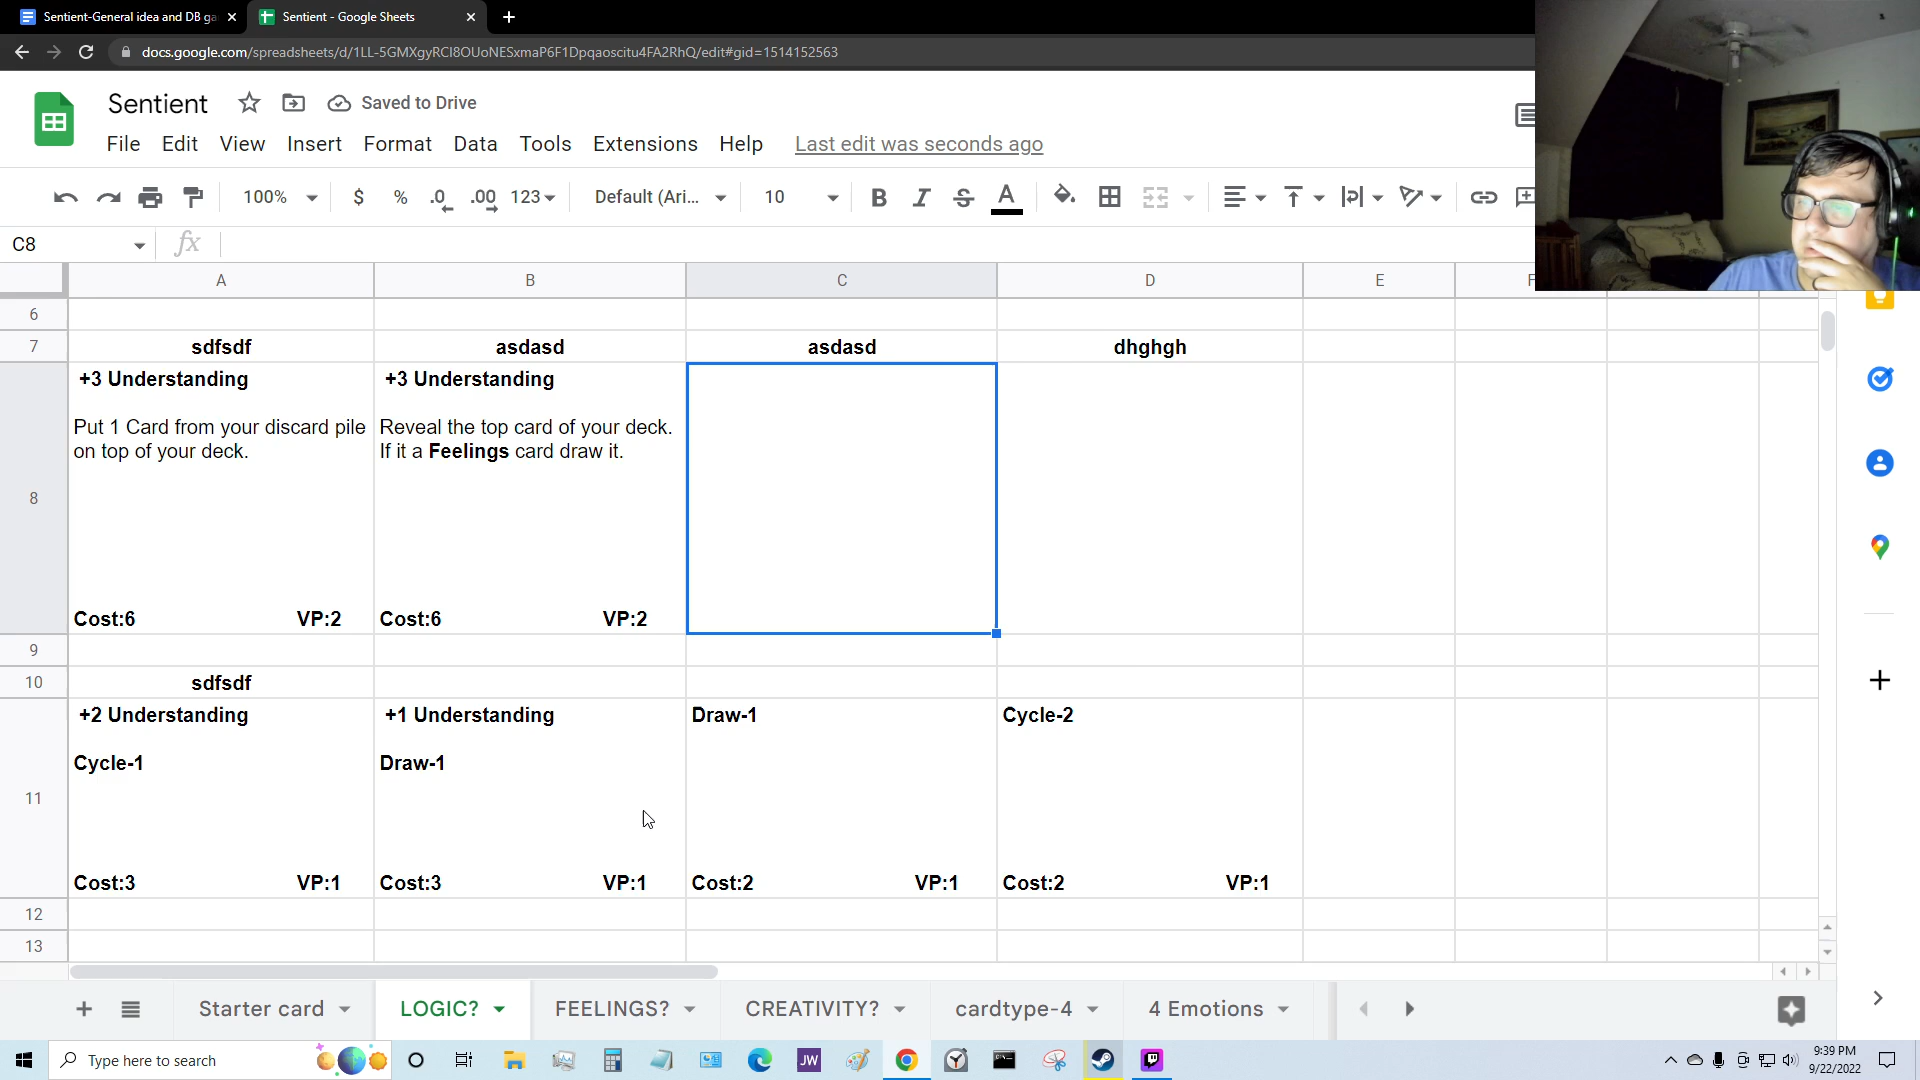 Sentient-General idea and DB ga
Sentient - Google Sheets
docs.google.com/spreadsheets/d/1LL-5GMXgyRCI8OUoNESxmaP6F1Dpqaoscitu4FA2RhQ/edit#gid=1514152563
Sentient
Saved to Drive
File Edit View Insert Format Data Tools Extensions Help Last edit was seconds ago
100% $ % .0 .00 123 Default (Ari... 10 B I S A
C8 fx
A B C D E F
6
7 sdfsdf asdasd asdasd dhghgh
+3 Understanding +3 Understanding
Put 1 Card from your discard pile Reveal the top card of your deck.
on top of your deck. If it a Feelings card draw it.
8
Cost:6 VP:2 Cost:6 VP:2
9
10 sdfsdf
+2 Understanding +1 Understanding Draw-1 Cycle-2
Cycle-1 Draw-1
11
Cost:3 VP:1 Cost:3 VP:1 Cost:2 VP:1 Cost:2 VP:1
12
13
Starter card LOGIC? FEELINGS? CREATIVITY? cardtype-4 4 Emotions
Type here to search
JW
9:39 PM
9/22/2022